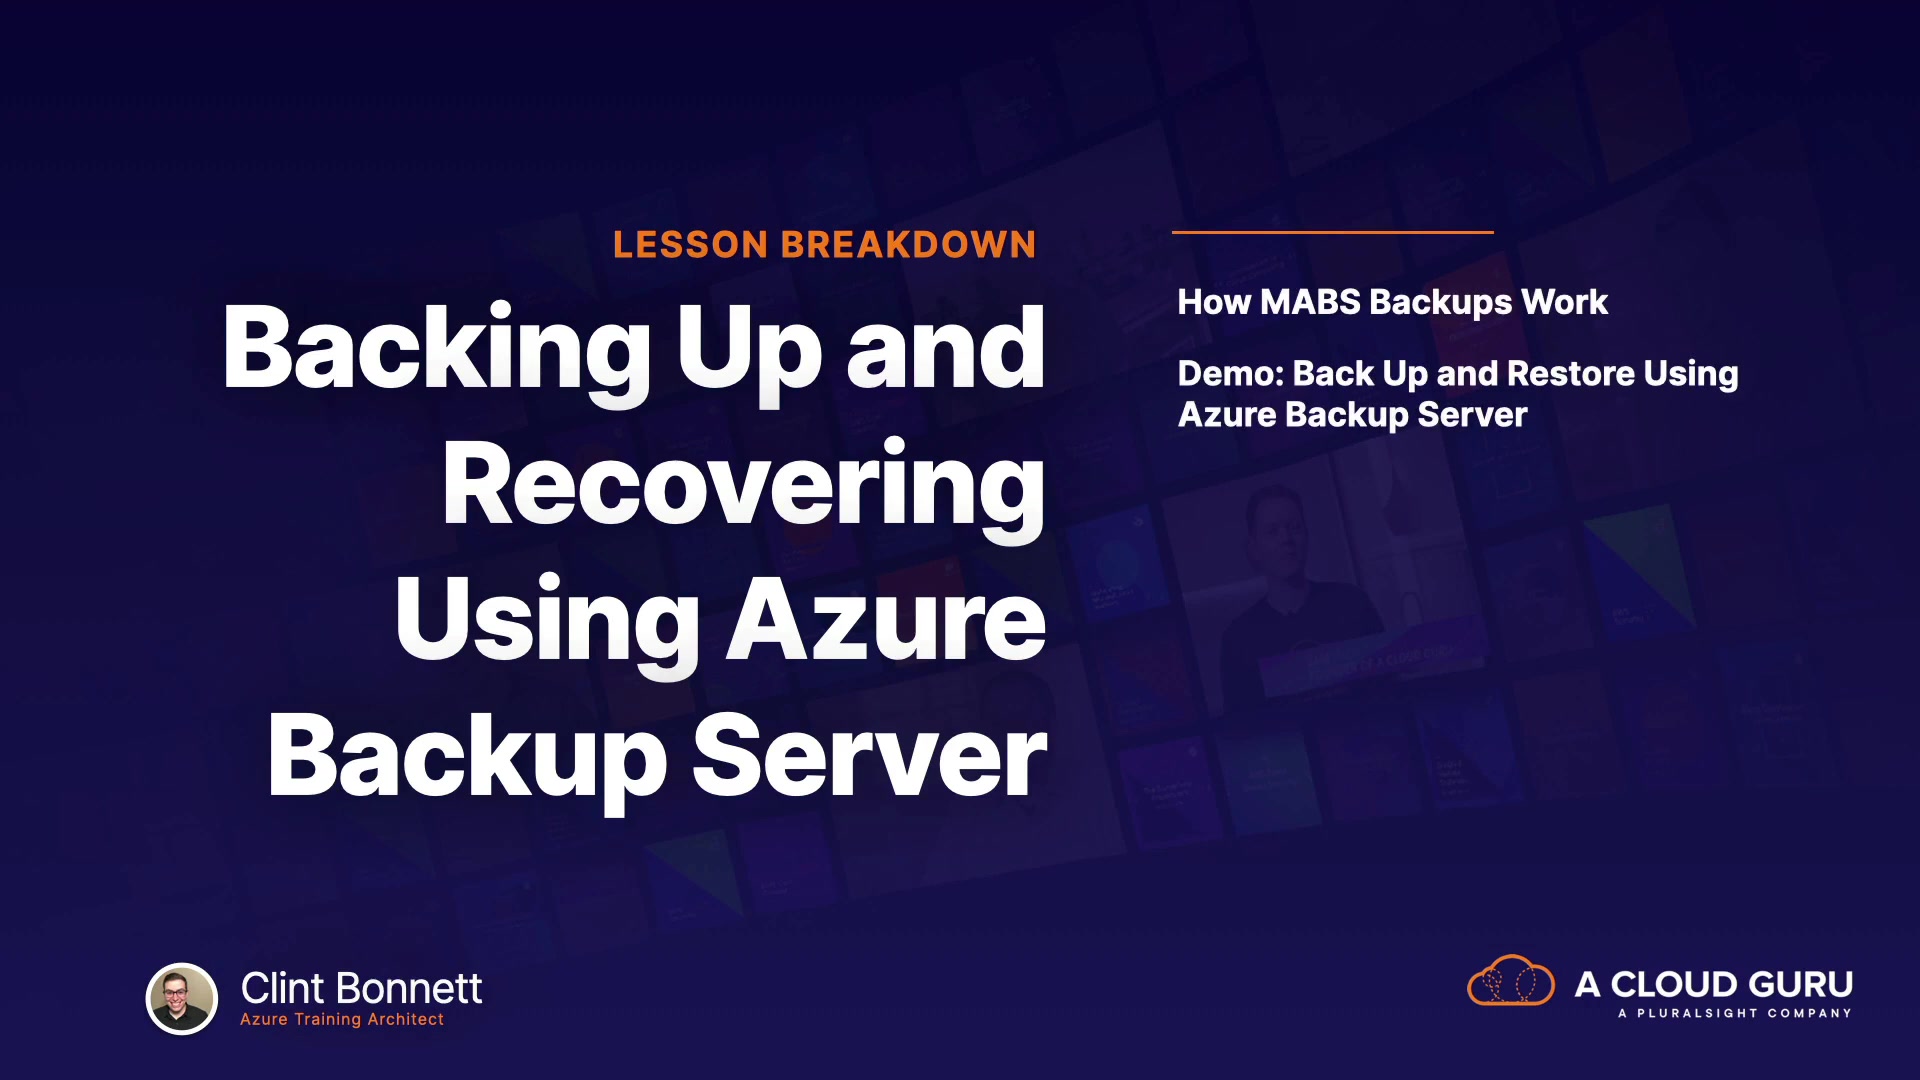 LESSON BREAKDOWN
Backing Up and
Recovering
Using Azure
Backup Server
How MABS Backups Work
Demo: Back Up and Restore Using
Azure Backup Server
Clint Bonnett
Azure Training Architect
A CLOUD GURU
A PLURALSIGHT COMPANY